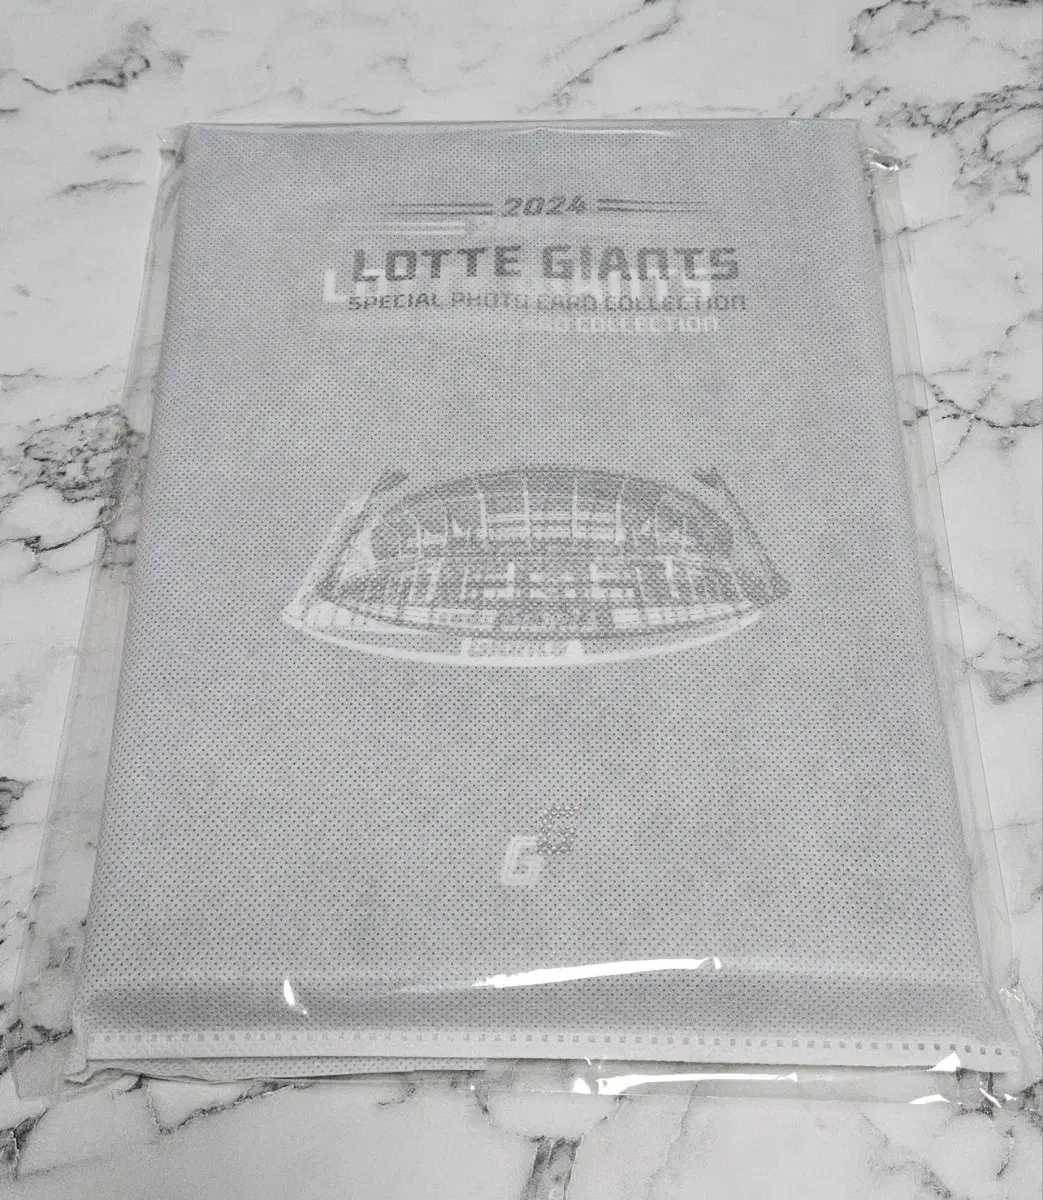 2024
LOTTE GIANTS
SPECIAL PHOTO CARD COLLECTION
G